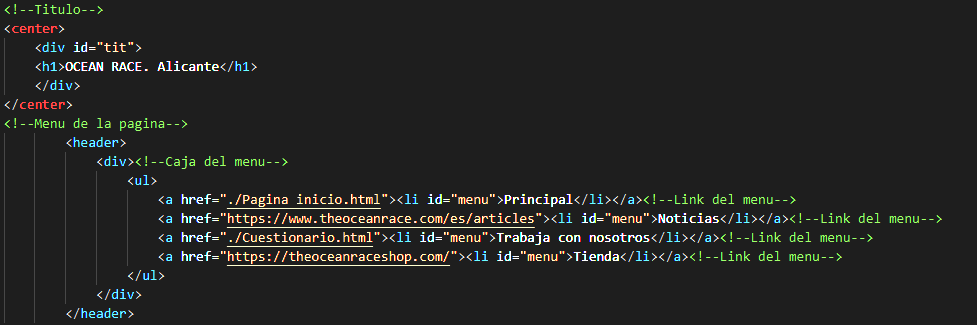 <!--Titulo-->
<center>
<div id="tit">
<h1>OCEAN RACE. Alicante</h1>
</div>
</center>
<!--Menu de la pagina-->
<header>
<div><!--Caja del menu-->
<ul>
<a href="./Pagina inicio.html"><li id="menu">Principal</li></a><!--Link del menu-->
<a href="https://www.theoceanrace.com/es/articles"><li id="menu">Noticias</li></a><!--Link del menu-->
<a href="./Cuestionario.html"><li id="menu">Trabaja con nosotros</li></a><!--Link del menu-->
<a href="https://theoceanraceshop.com/"><li id="menu">Tienda</li></a><!--Link del menu-->
</ul>
</div>
</header>